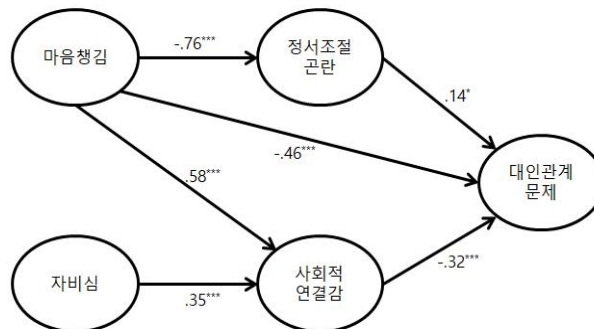 마음챙김
-.76***
정서조절
곤란
.14*
-.46***
대인관계
문제
.58***
자비심
.35***
사회적
연결감
-.32***